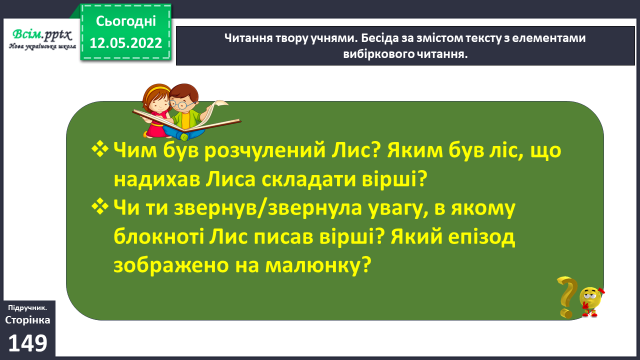 Всім.pptx
Нова українська школа
Сьогодні
12.05.2022
Читання твору учнями. Бесіда за змістом тексту з елементами
вибіркового читання.
❖ Чим був розчулений Лис? Яким був ліс, що
надихав Лиса складати вірші?
❖ Чи ти звернув/звернула увагу, в якому
блокноті Лис писав вірші? Який епізод
зображено на малюнку?
Підручник.
Сторінка
149